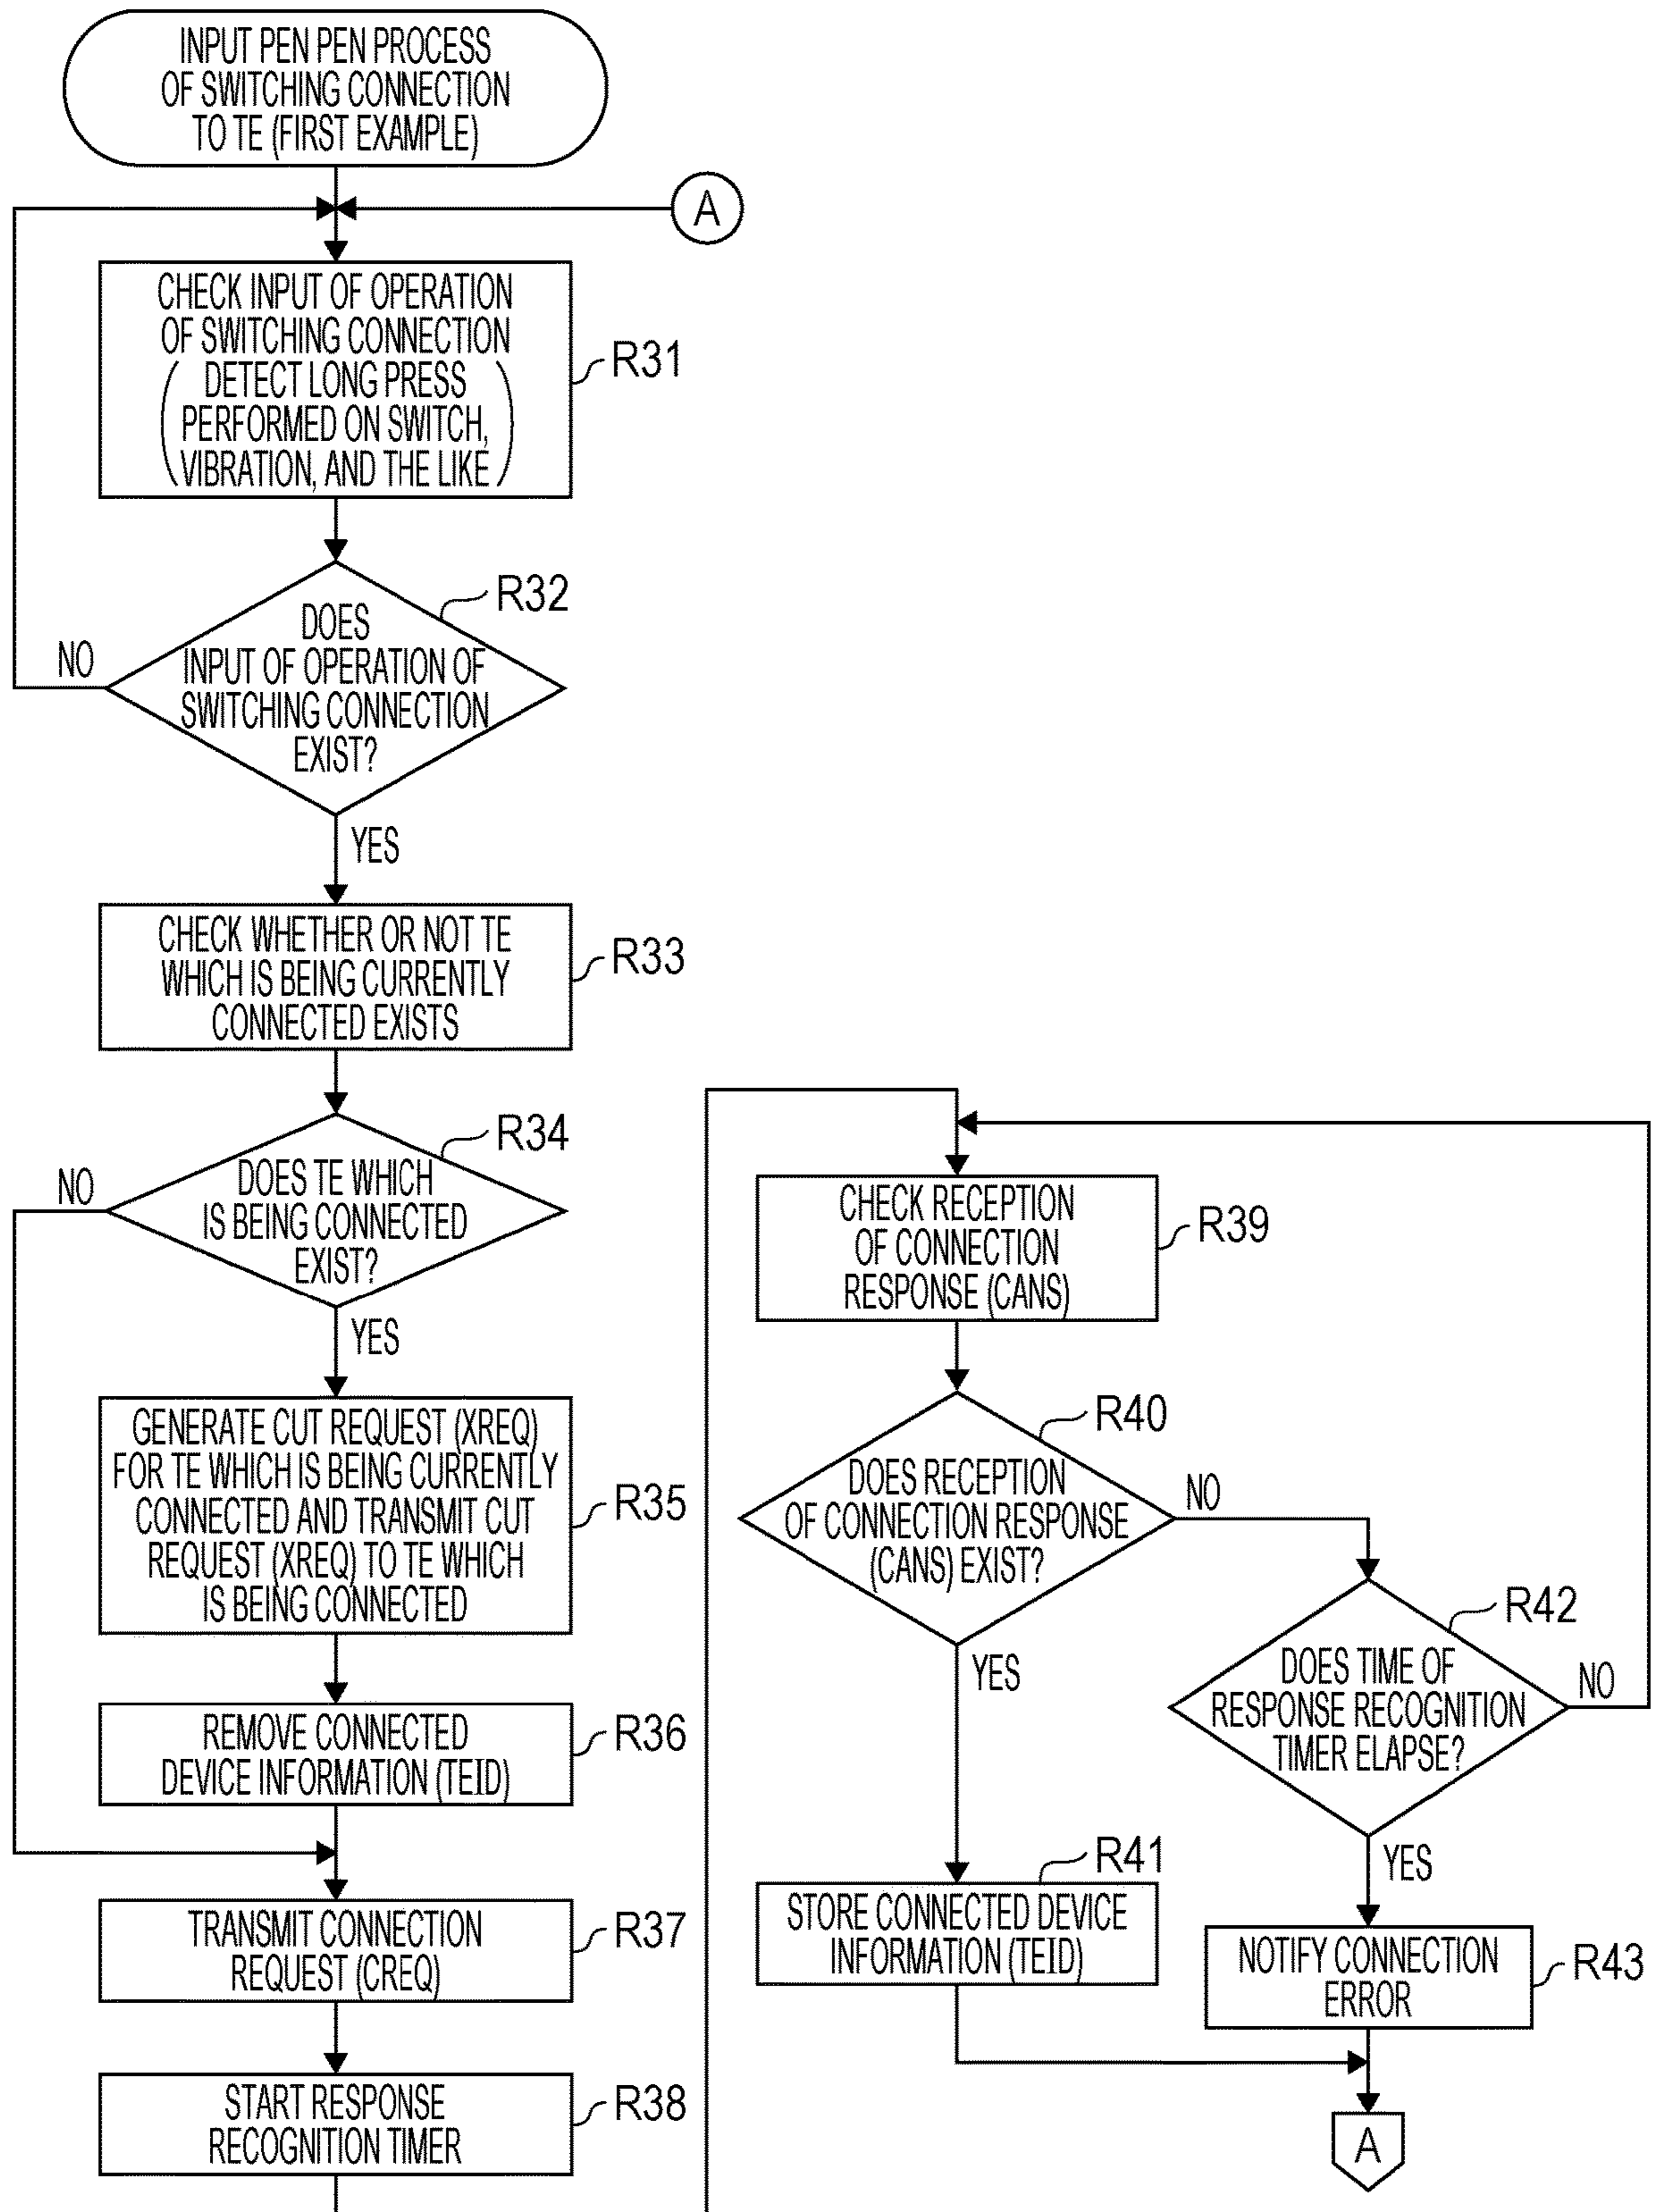 INPUT PEN PEN PROCESS
OF SWITCHING CONNECTION
TO TE (FIRST EXAMPLE)
A
CHECK INPUT OF OPERATION
OF SWITCHING CONNECTION
( DETECT LONG PRESS
PERFORMED ON SWITCH,
VIBRATION, AND THE LIKE )
R31
R32
DOES
INPUT OF OPERATION OF
SWITCHING CONNECTION
EXIST?
NO
YES
CHECK WHETHER OR NOT TE
WHICH IS BEING CURRENTLY
CONNECTED EXISTS
R33
R34
DOES TE WHICH
IS BEING CONNECTED
EXIST?
NO
YES
GENERATE CUT REQUEST (XREQ)
FOR TE WHICH IS BEING CURRENTLY
CONNECTED AND TRANSMIT CUT
REQUEST (XREQ) TO TE WHICH
IS BEING CONNECTED
R35
REMOVE CONNECTED
DEVICE INFORMATION (TEID)
R36
TRANSMIT CONNECTION
REQUEST (CREQ)
R37
START RESPONSE
RECOGNITION TIMER
R38
CHECK RECEPTION
OF CONNECTION
RESPONSE (CANS)
R39
R40
DOES RECEPTION
OF CONNECTION RESPONSE
(CANS) EXIST?
NO
YES
R42
DOES TIME OF
RESPONSE RECOGNITION
TIMER ELAPSE?
NO
YES
R41
STORE CONNECTED DEVICE
INFORMATION (TEID)
NOTIFY CONNECTION
ERROR
R43
A